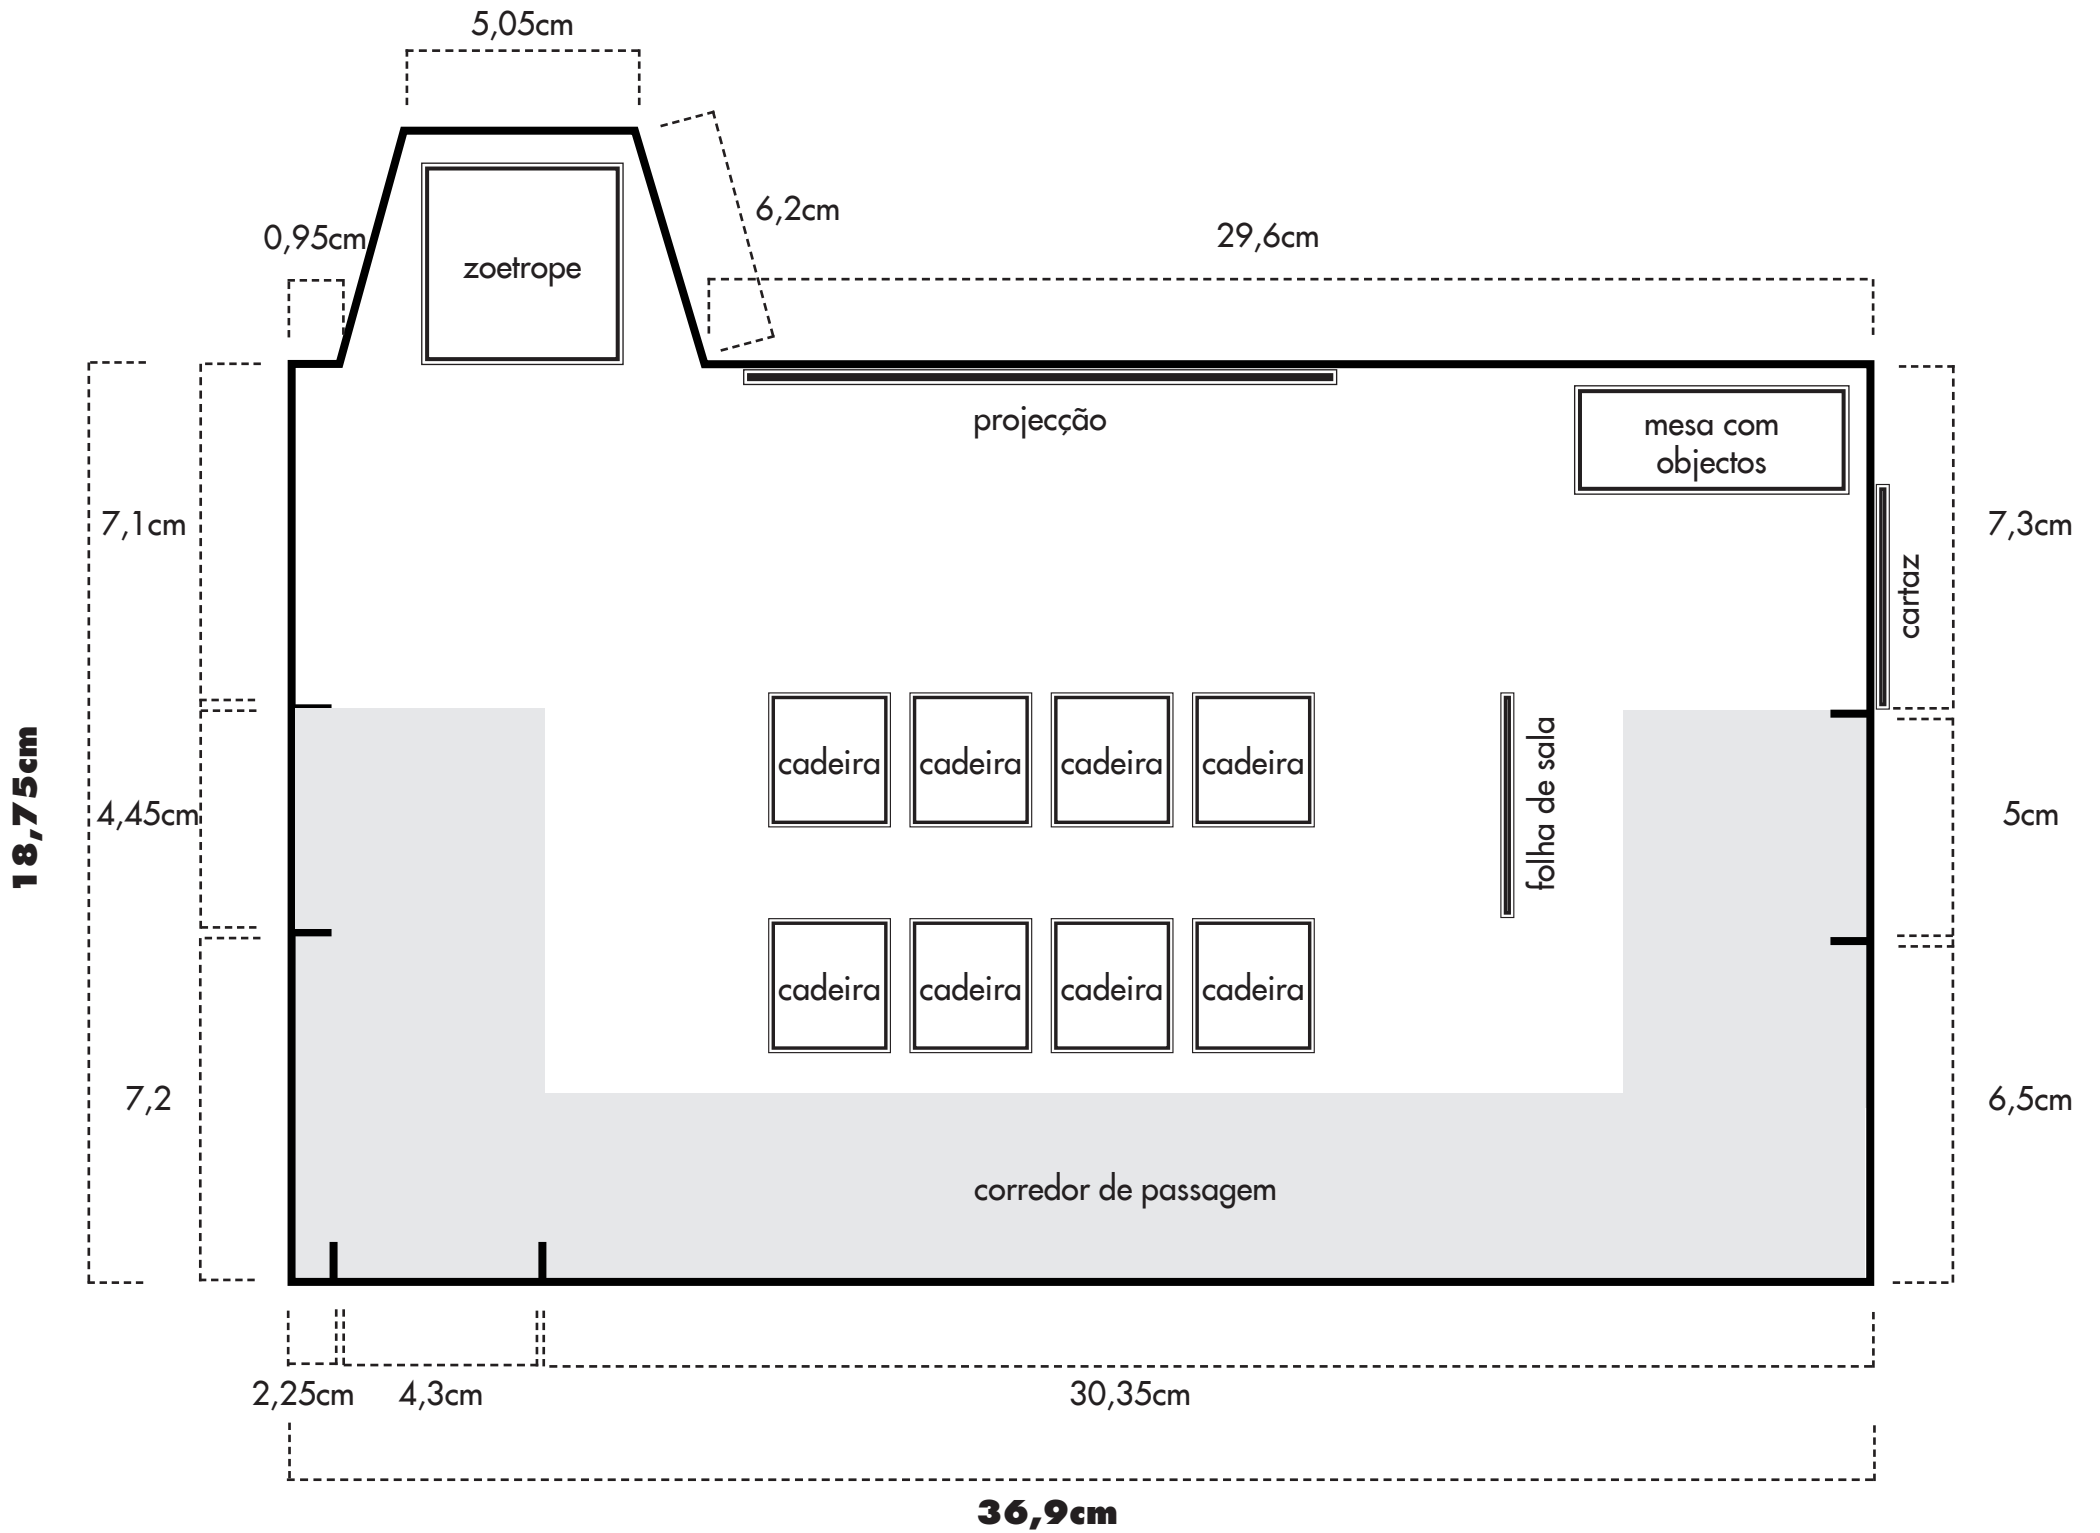 5,05cm
6,2cm
0,95cm
29,6cm
zoetrope
projecção
mesa com
objectos
7,1cm
7,3cm
cartaz
18,75cm
4,45cm
cadeira cadeira cadeira cadeira
folha de sala
5cm
cadeira cadeira cadeira cadeira
7,2
6,5cm
corredor de passagem
2,25cm 4,3cm 30,35cm
36,9cm